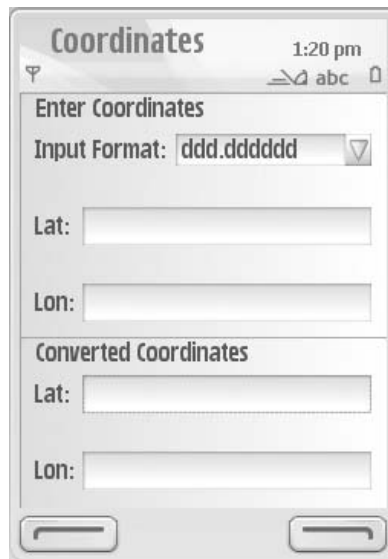 Coordinates
1:20 pm
abc
Enter Coordinates
Input Format: ddd.dddddd
Lat:
Lon:
Converted Coordinates
Lat:
Lon: